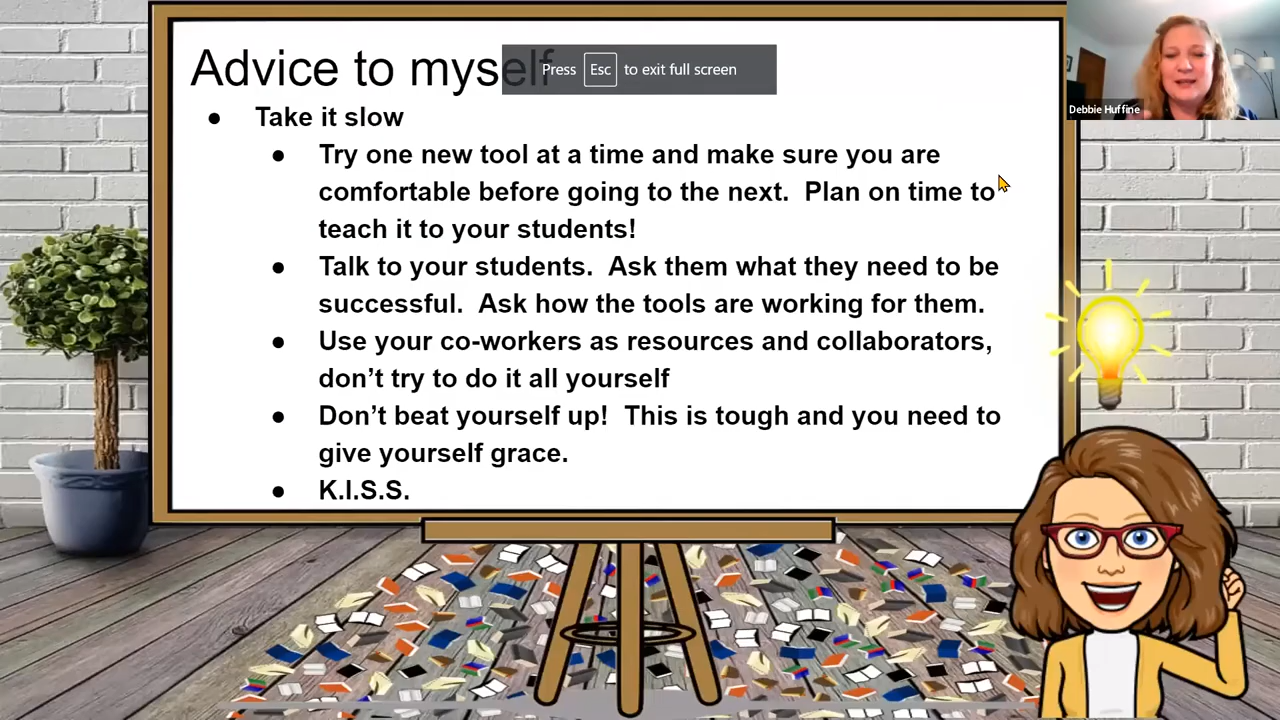 Advice to myself
Press Esc to exit full screen
Debbie Huffine
● Take it slow
● Try one new tool at a time and make sure you are
comfortable before going to the next.  Plan on time to
teach it to your students!
● Talk to your students.  Ask them what they need to be
successful.  Ask how the tools are working for them.
● Use your co-workers as resources and collaborators,
don’t try to do it all yourself
● Don’t beat yourself up!  This is tough and you need to
give yourself grace.
● K.I.S.S.